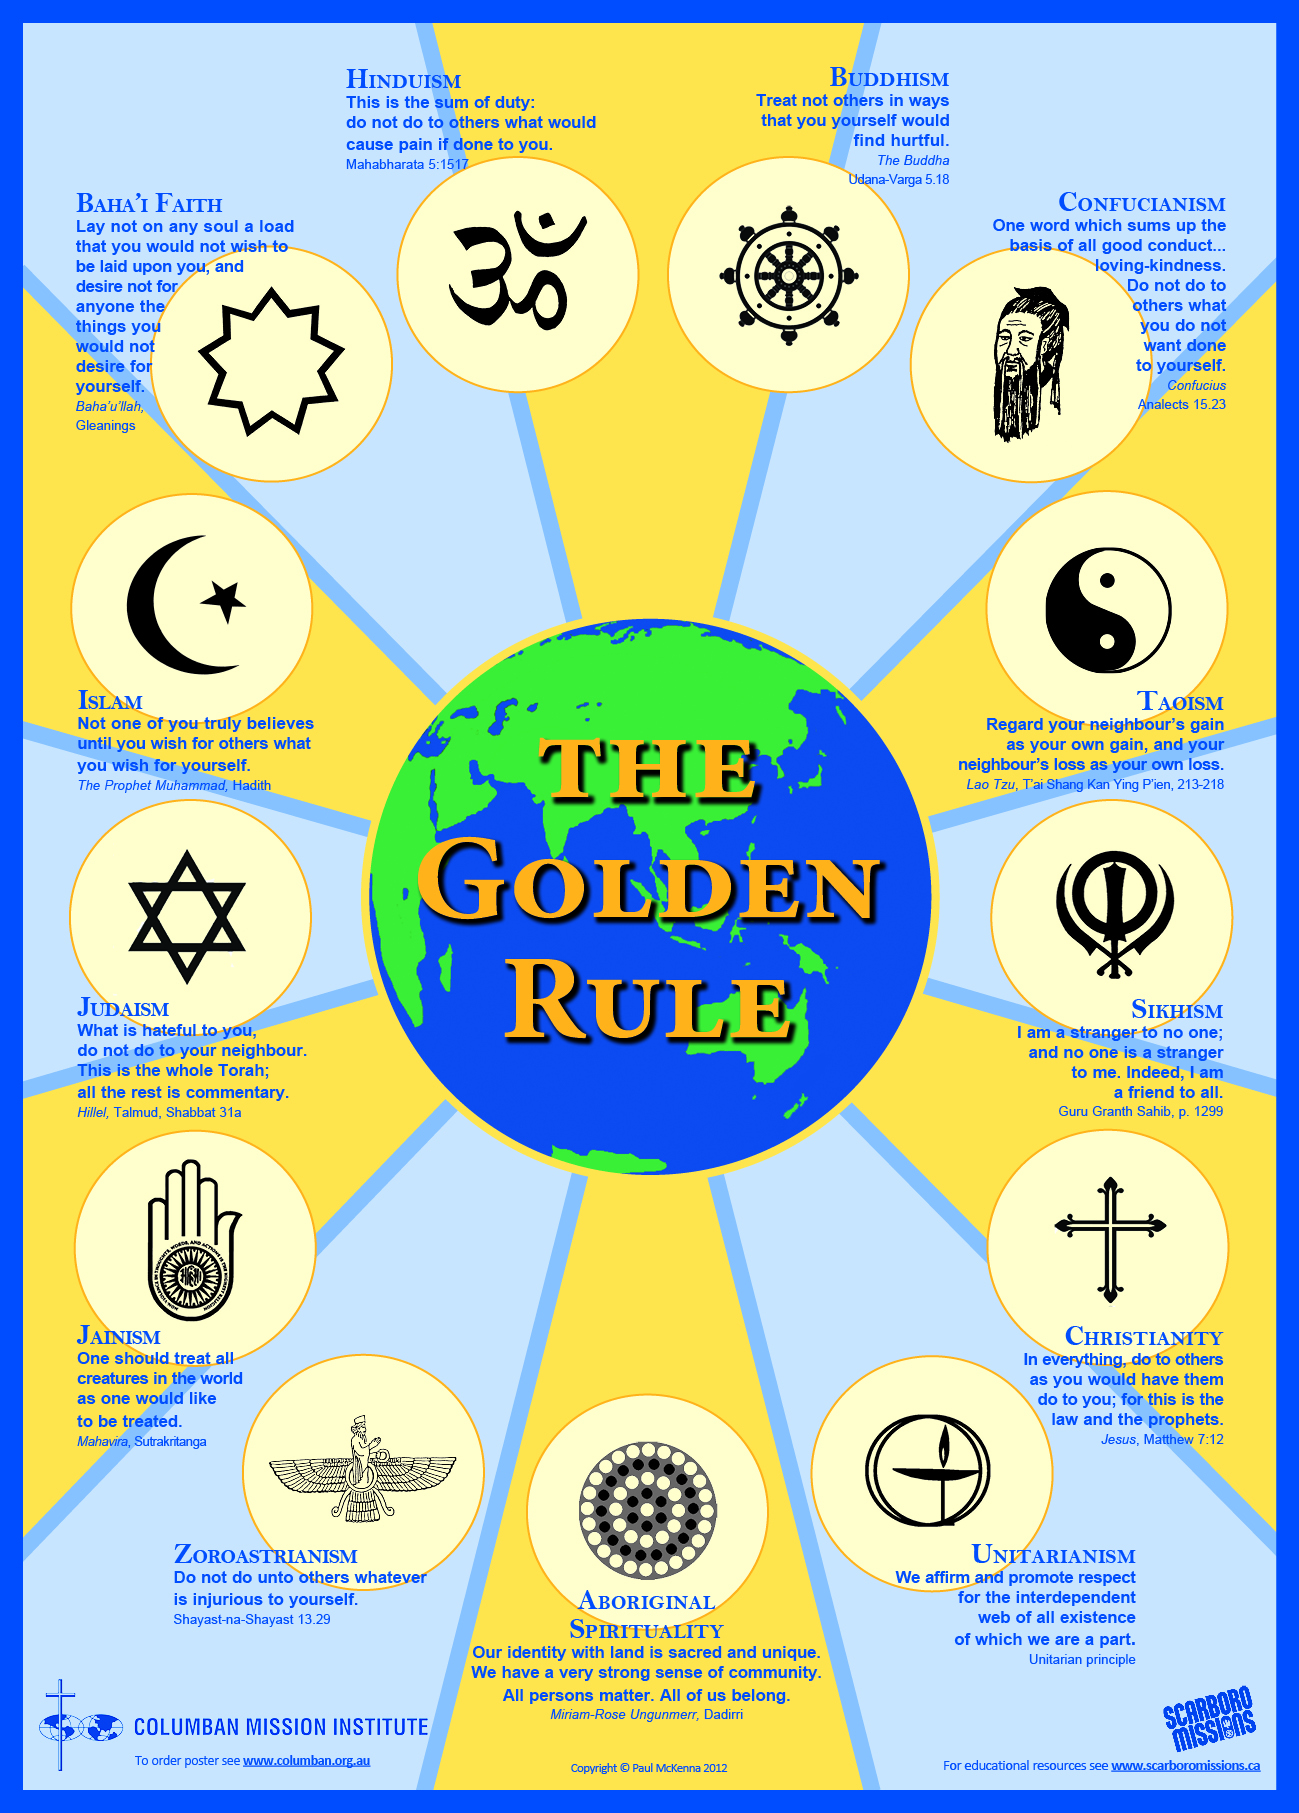 HINDUISM
This is the sum of duty:
do not do to others what would
cause pain if done to you.
Mahabharata 5:1517
BUDDHISM
Treat not others in ways
that you yourself would
find hurtful.
The Buddha
Udana-Varga 5.18
BAHA'I FAITH
Lay not on any soul a load
that you would not wish to
be laid upon you, and
desire not for
anyone the
things you
would not
desire for
yourself.
Baha'u'llah,
Gleanings
CONFUCIANISM
One word which sums up the
basis of all good conduct...
loving-kindness.
Do not do to
others what
you do not
want done
to yourself.
Confucius
Analects 15.23
ISLAM
Not one of you truly believes
until you wish for others what
you wish for yourself.
The Prophet Muhammad, Hadith
TAOISM
Regard your neighbour's gain
as your own gain, and your
neighbour's loss as your own loss.
Lao Tzu, T'ai Shang Kan Ying P'ien, 213-218
THE
GOLDEN
RULE
JUDAISM
What is hateful to you,
do not do to your neighbour.
This is the whole Torah;
all the rest is commentary.
Hillel, Talmud, Shabbat 31a
SIKHISM
I am a stranger to no one;
and no one is a stranger
to me. Indeed, I am
a friend to all.
Guru Granth Sahib, p. 1299
JAINISM
One should treat all
creatures in the world
as one would like
to be treated.
Mahavira, Sutrakritanga
CHRISTIANITY
In everything, do to others
as you would have them
do to you; for this is the
law and the prophets.
Jesus, Matthew 7:12
ZOROASTRIANISM
Do not do unto others whatever
is injurious to yourself.
Shayast-na-Shayast 13.29
ABORIGINAL
SPIRITUALITY
Our identity with land is sacred and unique.
We have a very strong sense of community.
All persons matter. All of us belong.
Miriam-Rose Ungunmerr, Dadirri
UNITARIANISM
We affirm and promote respect
for the interdependent
web of all existence
of which we are a part.
Unitarian principle
COLUMBAN MISSION INSTITUTE
To order poster see www.columban.org.au
Copyright © Paul McKenna 2012
SCARBORO
MISSIONS
For educational resources see www.scarboromissions.ca